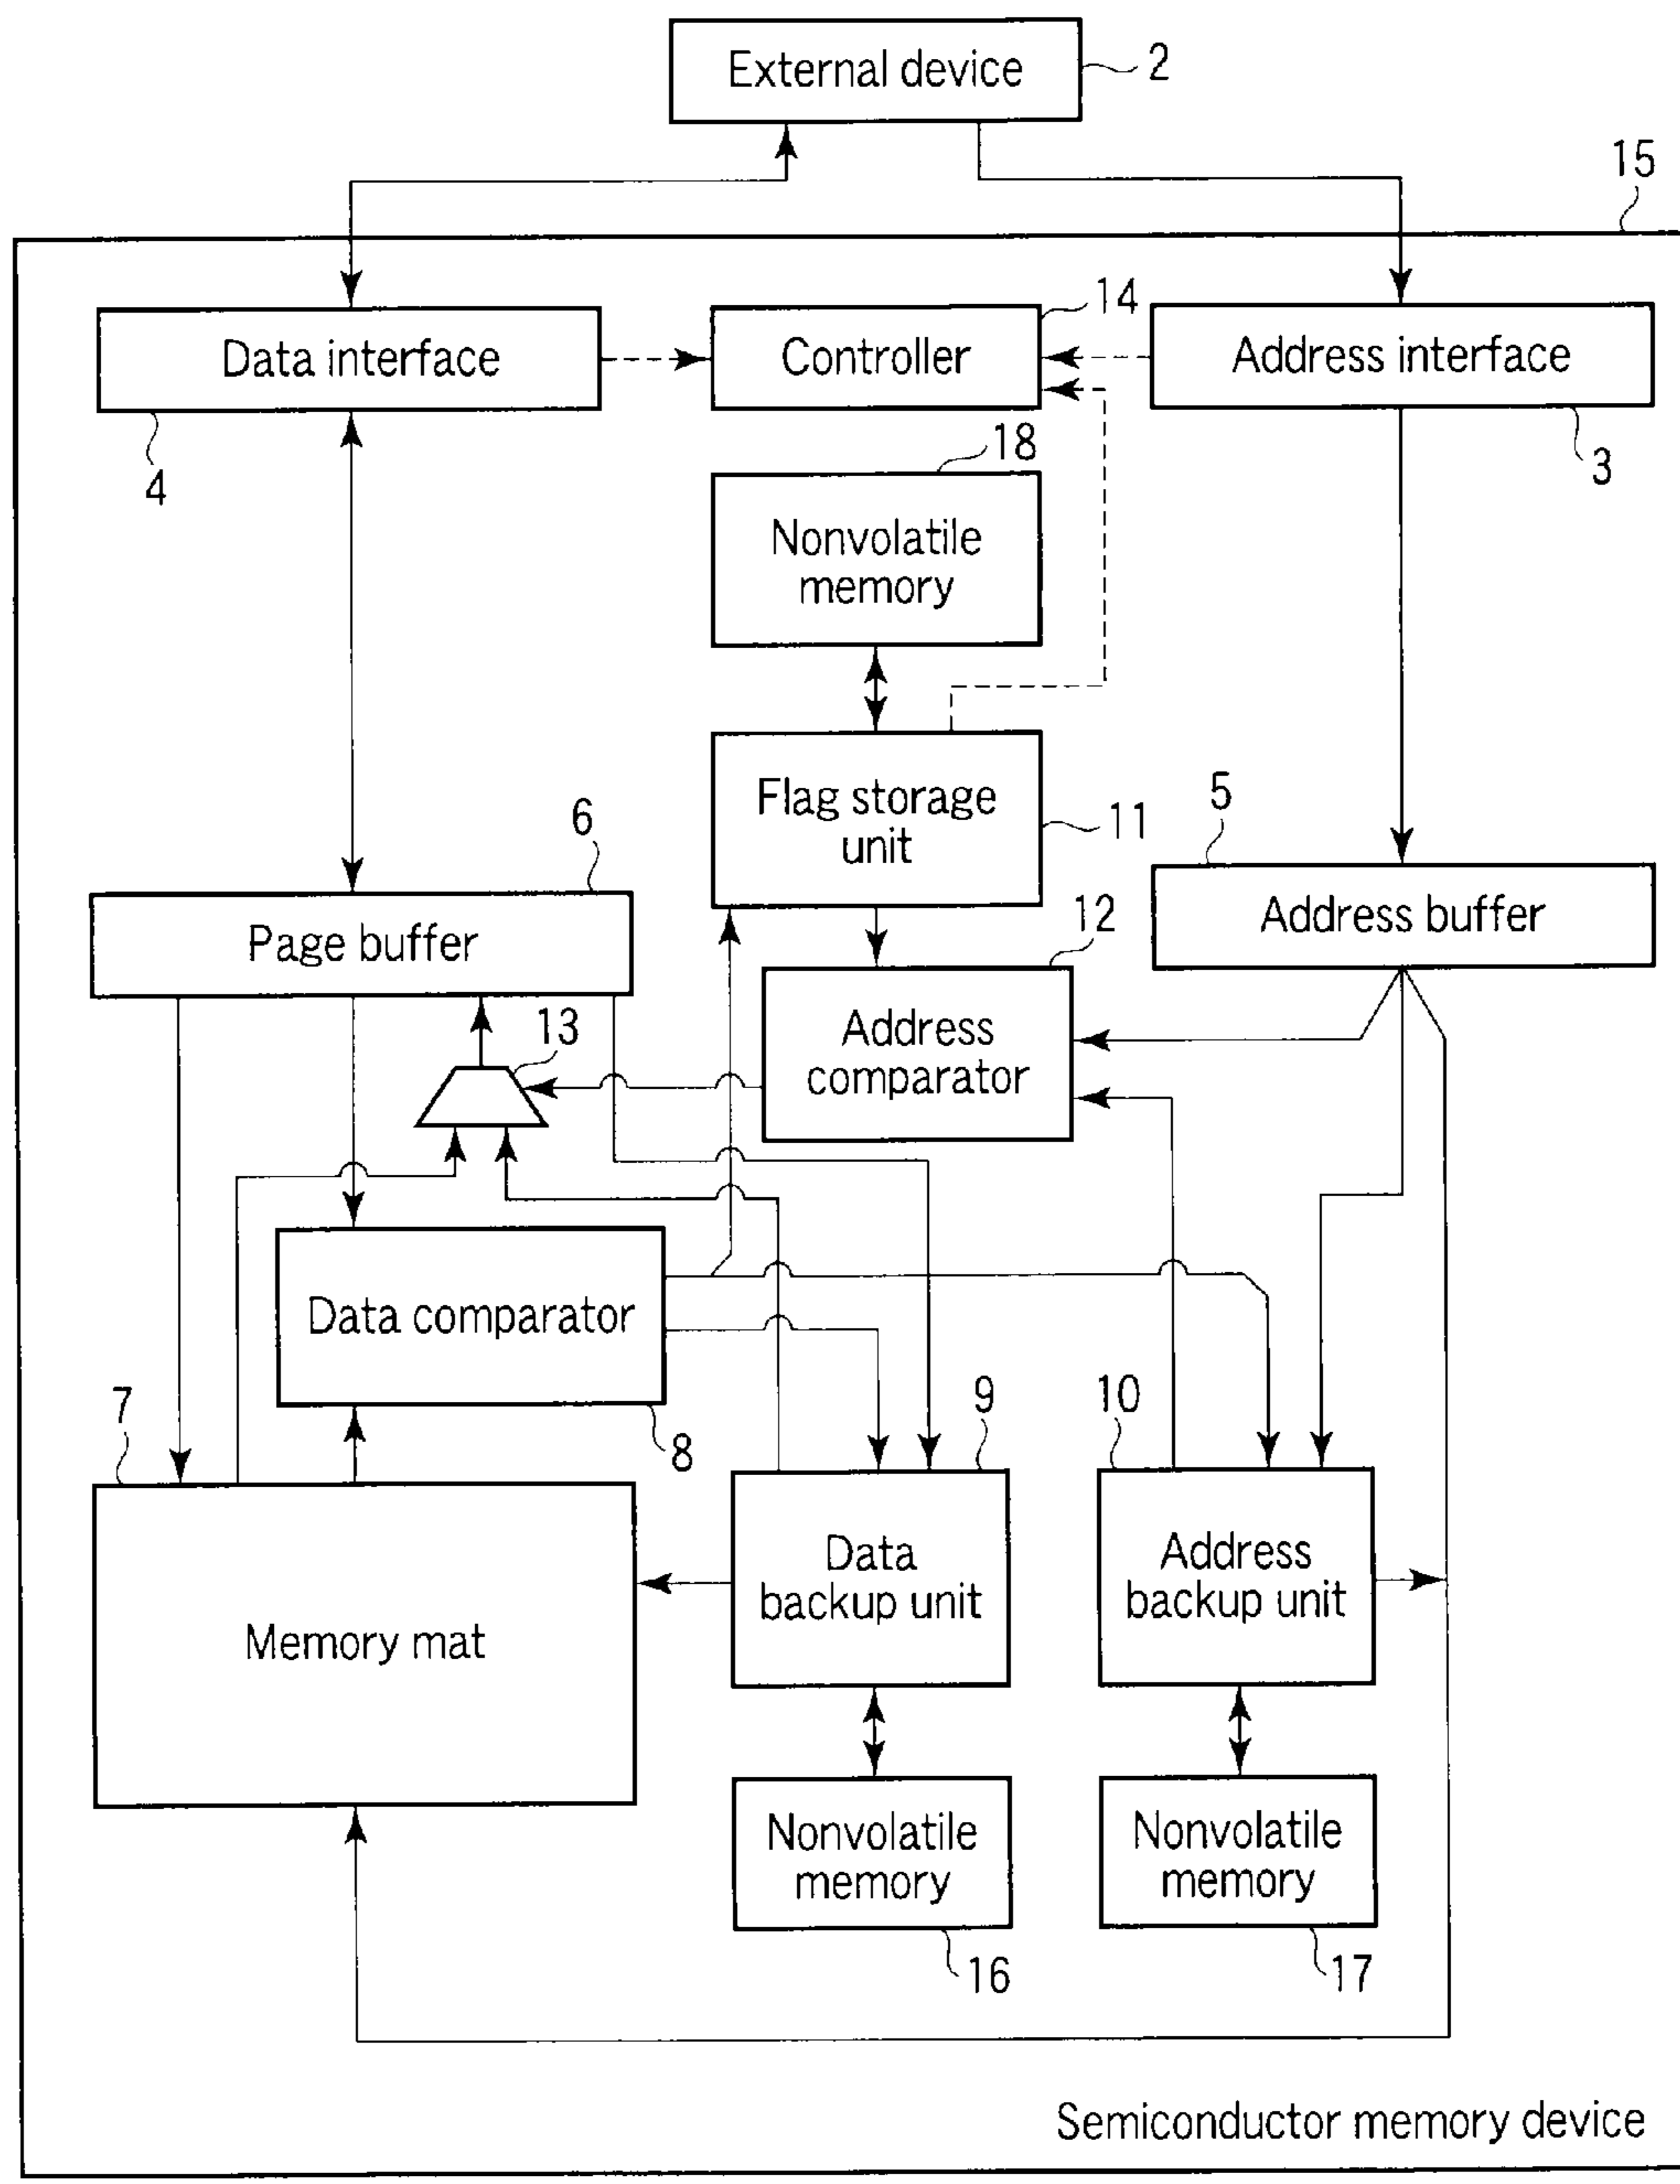 External device
2
15
Data interface
4
Controller
14
Address interface
3
18
Nonvolatile
memory
Flag storage
unit
11
5
Address buffer
6
Page buffer
12
Address
comparator
13
Data comparator
8
7
Memory mat
9
Data
backup unit
10
Address
backup unit
Nonvolatile
memory
16
Nonvolatile
memory
17
Semiconductor memory device